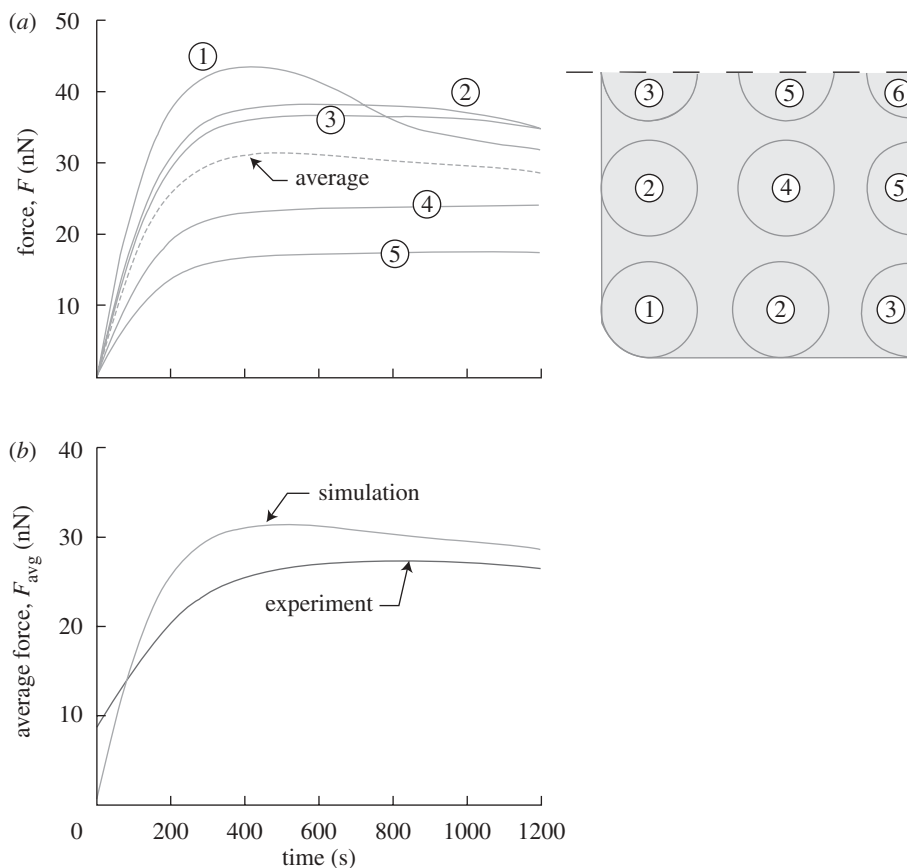 (a)
50
40
30
20
10
force, F (nN)
1
2
3
average
4
5
3
5
6
2
4
5
1
2
3
(b)
40
30
20
10
average force, Favg (nN)
simulation
experiment
0 200 400 600 800 1000 1200
time (s)